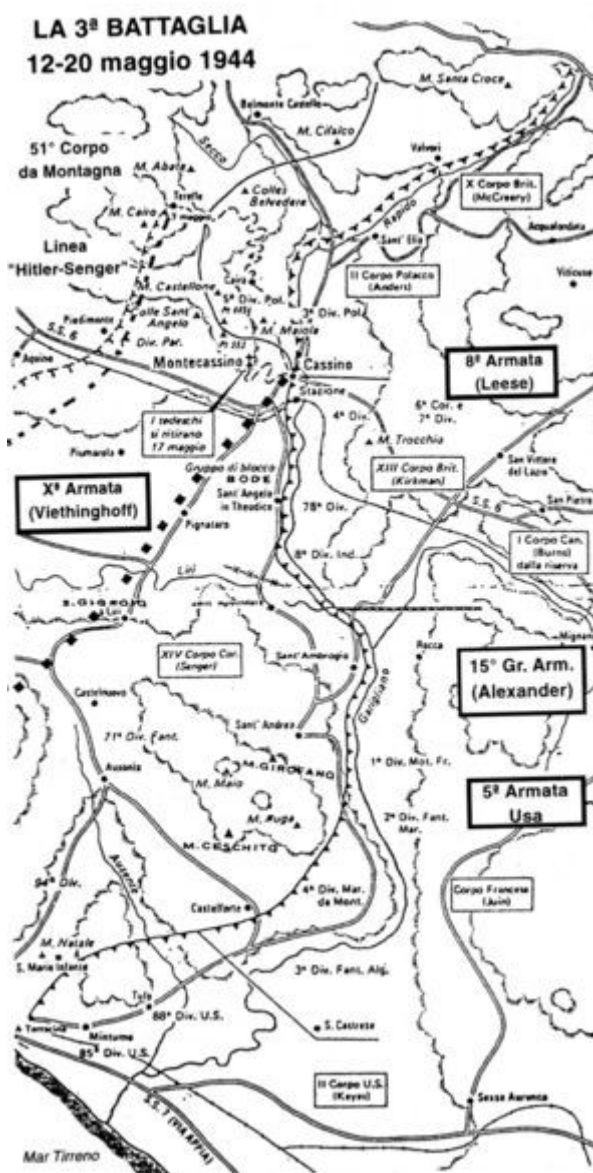 LA 3ª BATTAGLIA
12-20 maggio 1944
M. Santa Croce
Belmonte Castello
M. Cifalco
Secco
51° Corpo
da Montagna
M. Abate
Valvori
X Corpo Brit.
(McCreery)
Terelle
Colle
Belvedere
M. Cairo
Rapido
Sant' Elia
Acquafondata
Linea
"Hitler-Senger"
II Corpo Polacco
(Anders)
Viticuso
Cairo
M. Castellone
5ª Div. Pol.
3ª Div. Pol.
Colle Sant'
Angelo
M. Maiola
Piedimonte
S.S. 6
Div. Par.
Aquino
Montecassino
Cassino
Stazione
8ª Armata
(Leese)
4ª Div.
6ª Cor. e
7ª Div.
I tedeschi
si ritirano
17 maggio
M. Trocchio
Piumarola
San Vittore
del Lazio
XIII Corpo Brit.
(Kirkman)
Gruppo di blocco
BODE
Xª Armata
(Viethinghoff)
Sant' Angelo
in Theodice
S.S. 6
San Pietro
78ª Div.
Pignataro
I Corpo Can.
(Burns)
dalla riserva
8ª Div. Ind.
Liri
S. GIORGIO
a Liri
XIV Corpo Cor.
(Senger)
Sant' Ambrogio
Rocca
Mignano
15° Gr. Arm.
(Alexander)
Castelnuovo
Garigliano
71ª Div. Fant.
Sant' Andrea
M. GIROFANO
1ª Div. Mot. Fr.
Ausonia
M. Maio
5ª Armata
Usa
M. Fuga
2ª Div. Fant.
Mar.
M. CESCHITO
Ausente
94ª Div.
4ª Div. Mar.
da Mont.
Corpo Francese
(Juin)
Castelforte
M. Natale
S. Maria Infante
3ª Div. Fant. Alg.
Tufo
88ª Div. U.S.
A Terracina
Minturno
S. Castrese
85ª Div. U.S.
II Corpo U.S.
(Keyes)
Sessa Aurunca
S.S. 7 (VIA APPIA)
Mar Tirreno